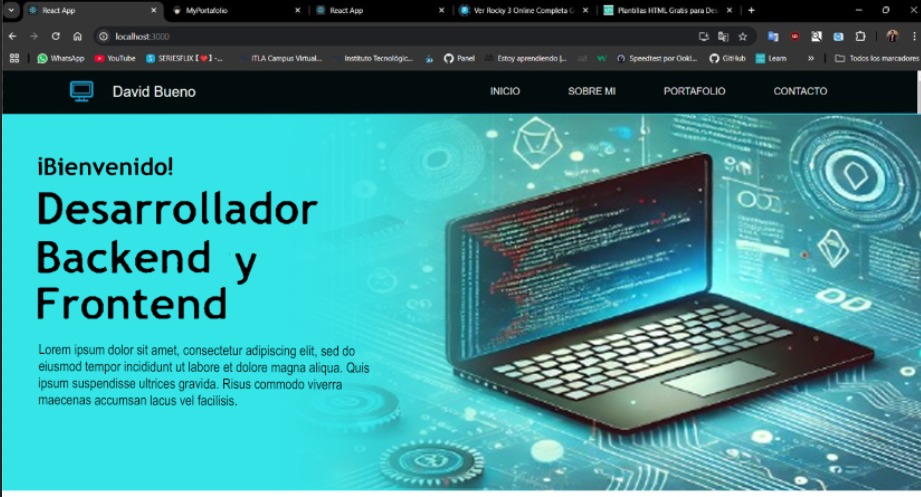 React App
MyPortafolio
React App
Ver Rocky 3 Online Completa G
Plantillas HTML Gratis para Des
localhost:3000
WhatsApp
YouTube
SERIESFLIX [❤️] -...
ITLA Campus Virtual...
Instituto Tecnológic...
Panel
Estoy aprendiendo |...
W
Speedtest por Ookl...
GitHub
Learn
»
Todos los marcadores
David Bueno
INICIO
SOBRE MI
PORTAFOLIO
CONTACTO
¡Bienvenido!
Desarrollador
Backend y
Frontend
Lorem ipsum dolor sit amet, consectetur adipiscing elit, sed do
eiusmod tempor incididunt ut labore et dolore magna aliqua. Quis
ipsum suspendisse ultrices gravida. Risus commodo viverra
maecenas accumsan lacus vel facilisis.